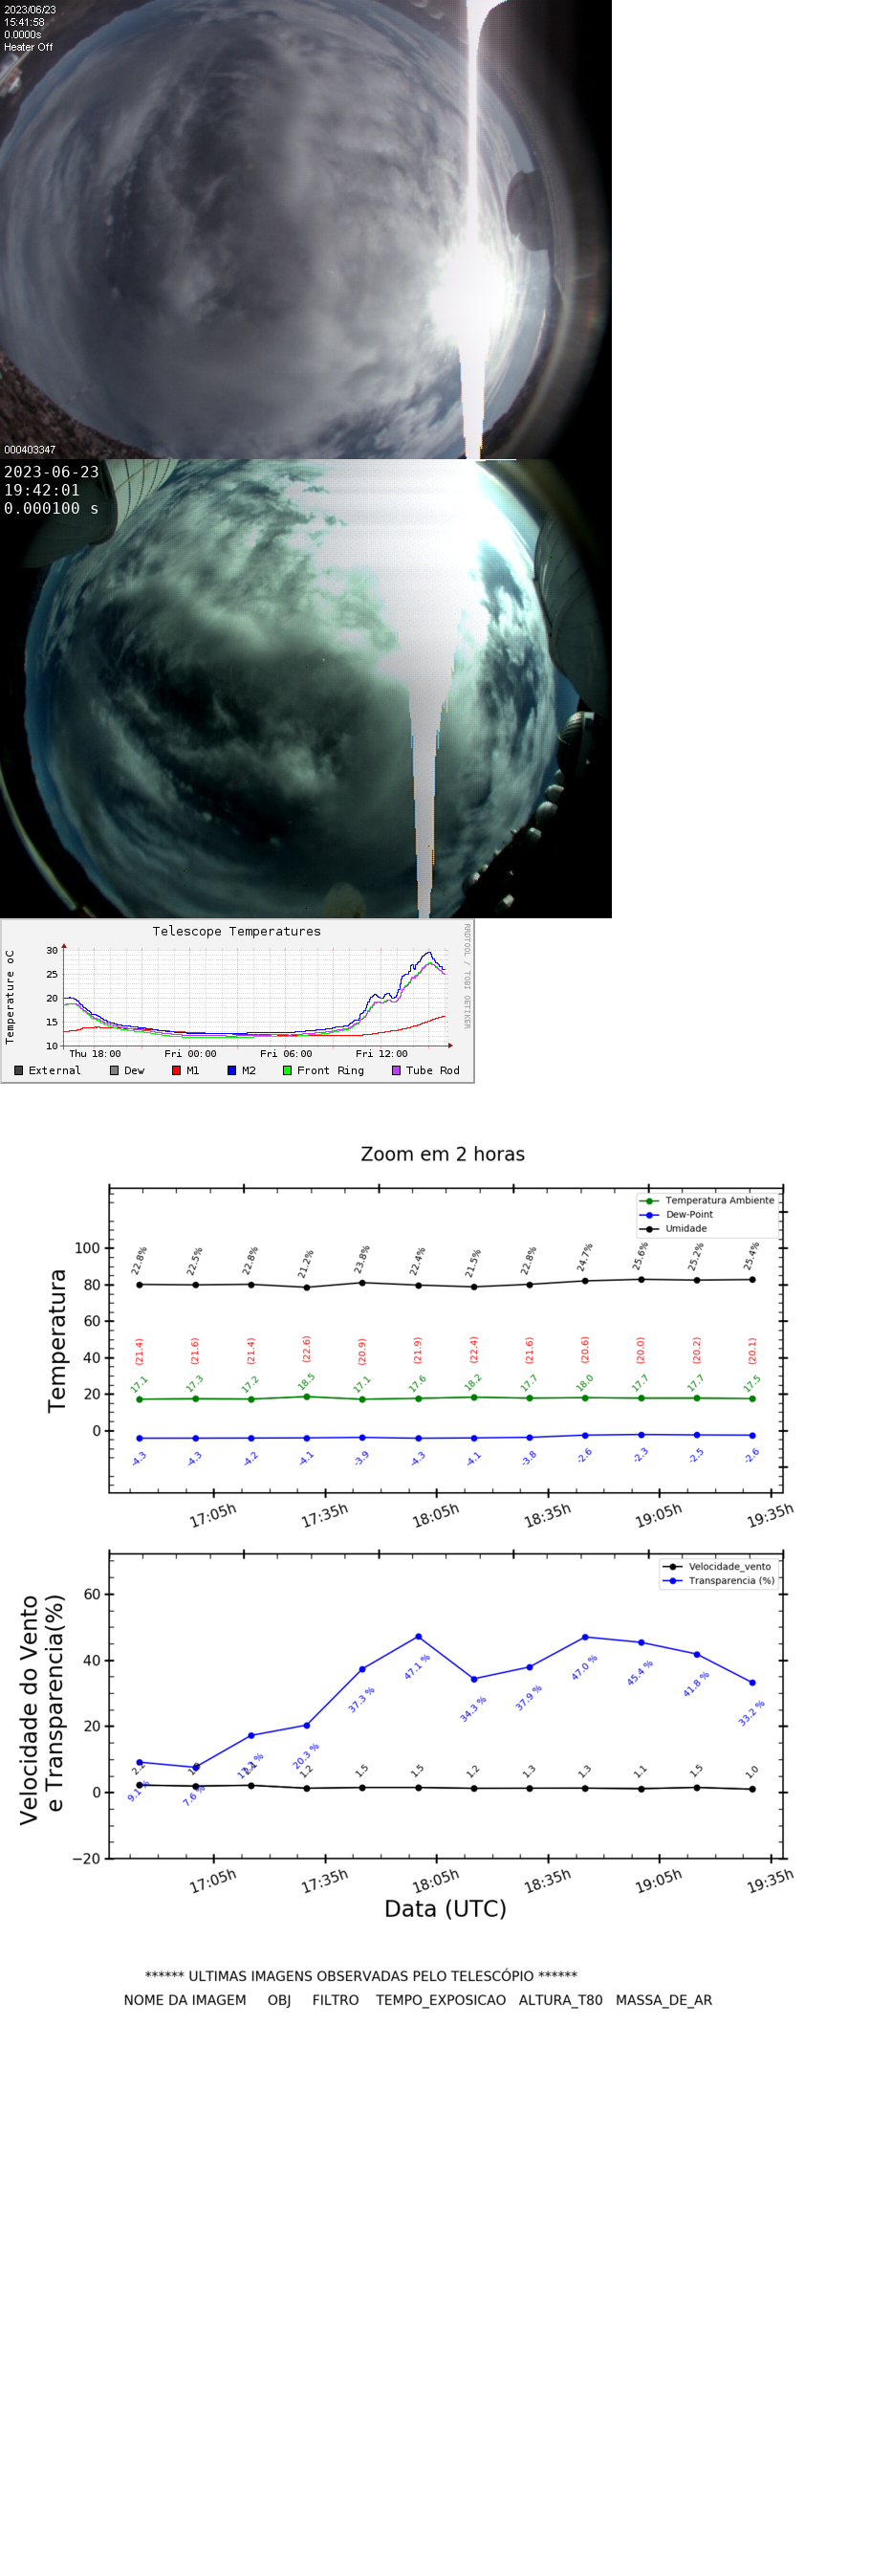 2023/06/23
15:41:58
0.0000s
Heater Off
000403347
2023-06-23
19:42:01
0.000100 s
Telescope Temperatures
RRDTOOL / TOBI OETIKER
Temperature oC
30
25
20
15
10
Thu 18:00 Fri 00:00 Fri 06:00 Fri 12:00
External Dew M1 M2 Front Ring Tube Rod
Zoom em 2 horas
Temperatura Ambiente
Dew-Point
Umidade
Temperatura
100
80
60
40
20
0
22.8% 22.5% 22.8% 21.2% 23.8% 22.4% 21.5% 22.8% 24.7% 25.6% 25.2% 25.4%
(21.4) (21.6) (21.4) (22.6) (20.9) (21.9) (22.4) (21.6) (20.6) (20.0) (20.2) (20.1)
17.1 17.3 17.2 18.5 17.1 17.6 18.2 17.7 18.0 17.7 17.7 17.5
-4.3 -4.3 -4.2 -4.1 -3.9 -4.3 -4.1 -3.8 -2.6 -2.3 -2.5 -2.6
17:05h 17:35h 18:05h 18:35h 19:05h 19:35h
Velocidade_vento
Transparencia (%)
Velocidade do Vento
e Transparencia(%)
60
40
20
0
−20
9.1 % 7.6 % 20.3 % 37.3 % 47.1 % 34.3 % 37.9 % 47.0 % 45.4 % 41.8 % 33.2 %
1.2 1.5 1.5 1.2 1.3 1.3 1.1 1.5 1.0
17:05h 17:35h 18:05h 18:35h 19:05h 19:35h
Data (UTC)
****** ULTIMAS IMAGENS OBSERVADAS PELO TELESCÓPIO ******
NOME DA IMAGEM OBJ FILTRO TEMPO_EXPOSICAO ALTURA_T80 MASSA_DE_AR